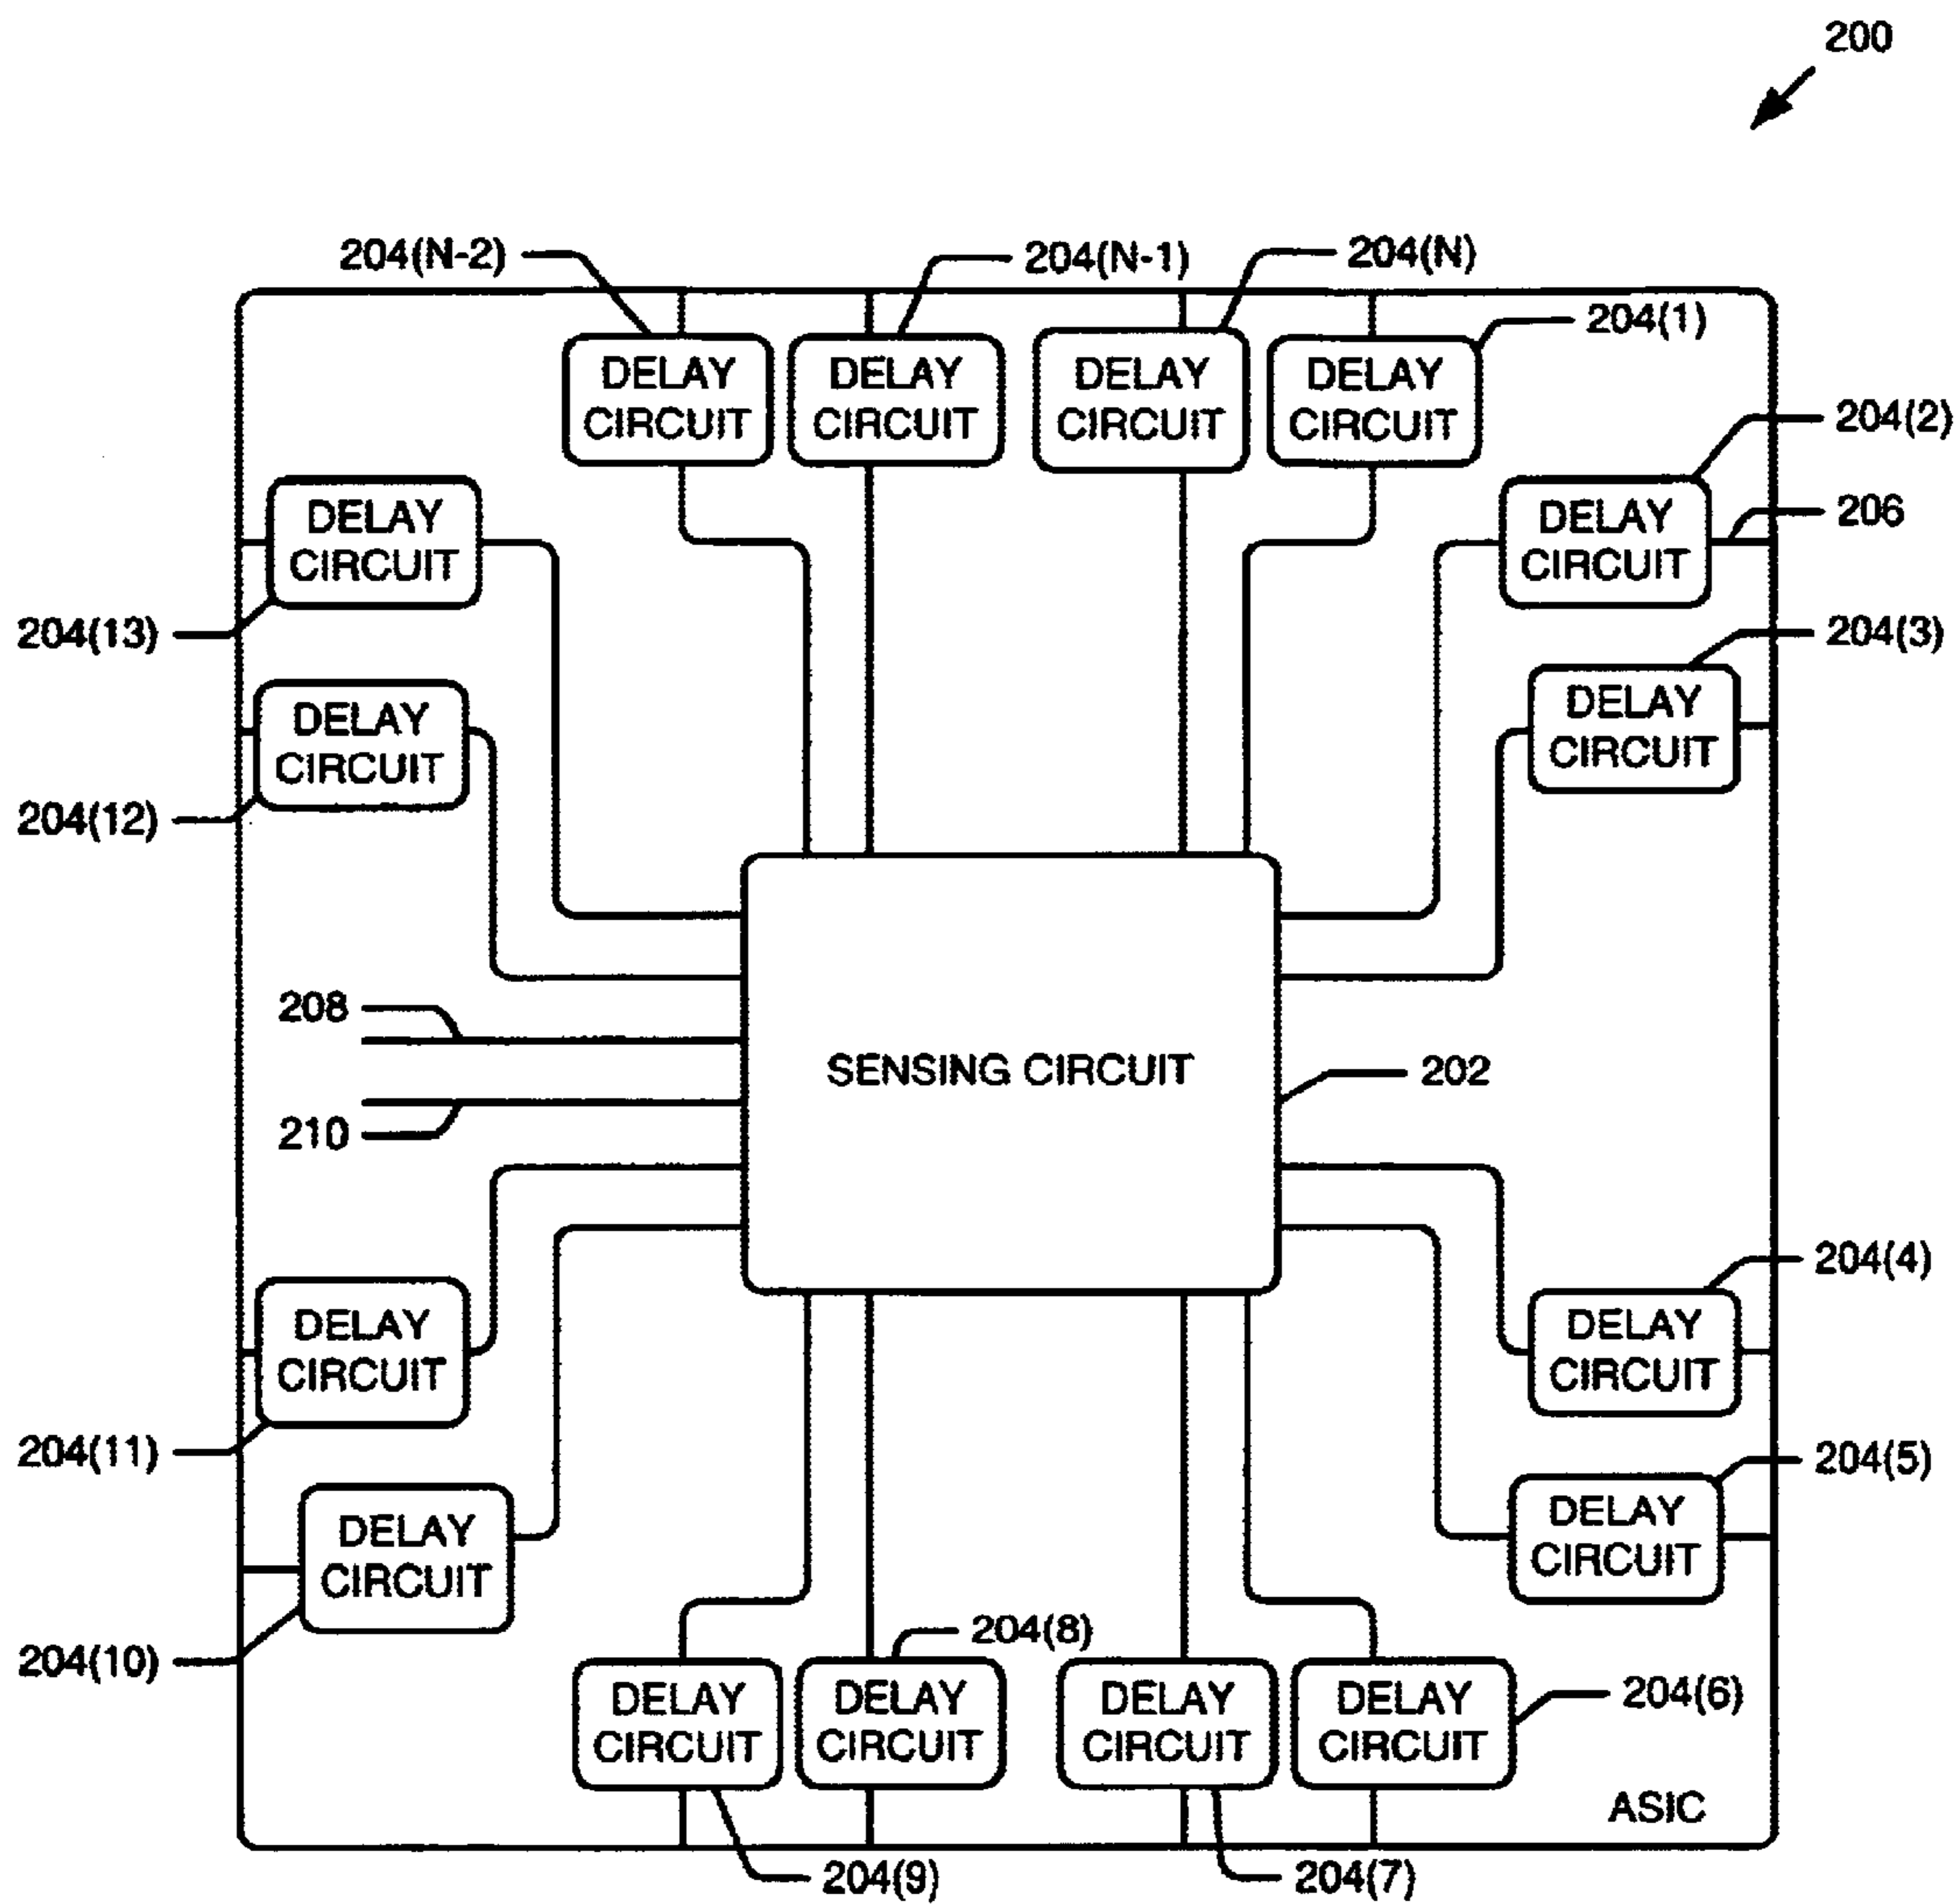 200
204(N-2)
204(N-1)
204(N)
204(1)
DELAY
CIRCUIT
DELAY
CIRCUIT
DELAY
CIRCUIT
DELAY
CIRCUIT
204(2)
DELAY
CIRCUIT
DELAY
CIRCUIT
206
204(13)
204(3)
DELAY
CIRCUIT
DELAY
CIRCUIT
204(12)
208
SENSING CIRCUIT
202
210
204(4)
DELAY
CIRCUIT
DELAY
CIRCUIT
204(11)
204(5)
DELAY
CIRCUIT
DELAY
CIRCUIT
204(10)
204(8)
DELAY
CIRCUIT
DELAY
CIRCUIT
DELAY
CIRCUIT
DELAY
CIRCUIT
204(6)
ASIC
204(9)
204(7)